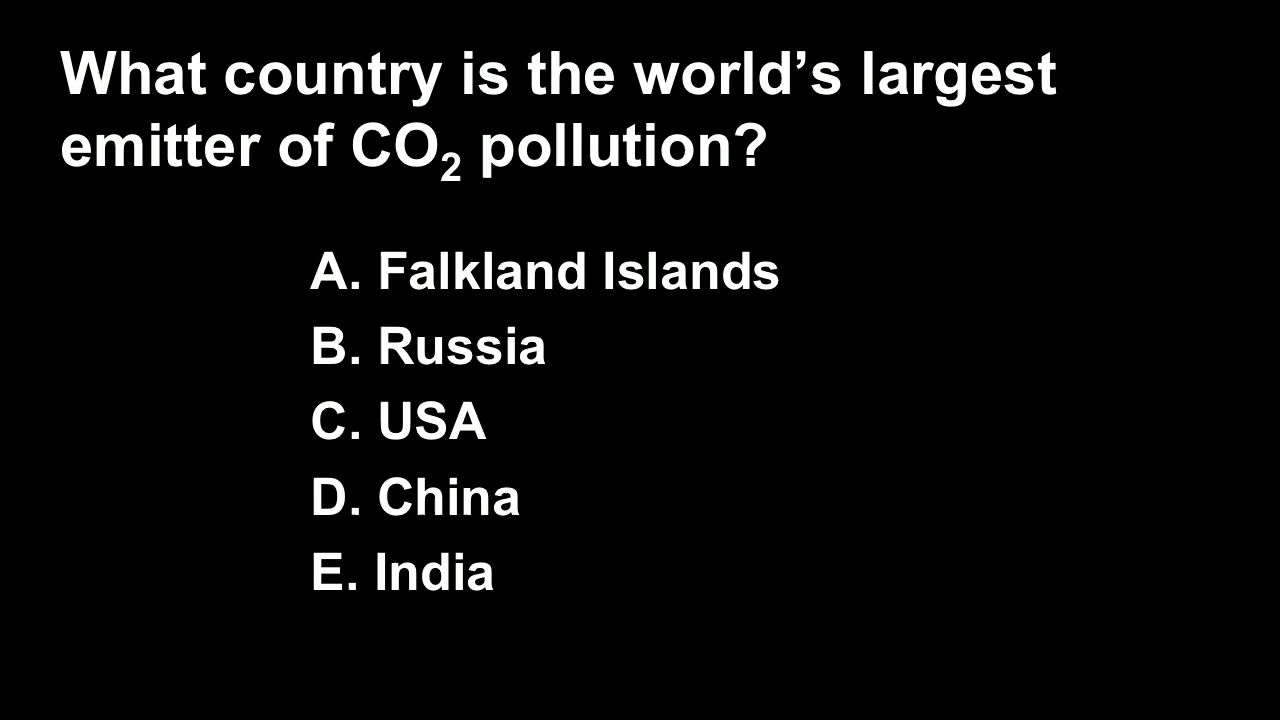 What country is the world’s largest
emitter of CO₂ pollution?
A. Falkland Islands
B. Russia
C. USA
D. China
E. India